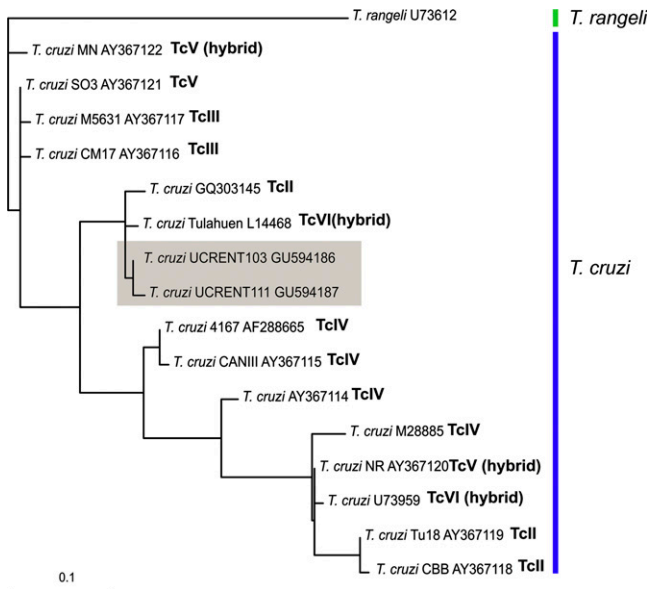 T. rangeli U73612
T. rangeli
T. cruzi MN AY367122 TcV (hybrid)
T. cruzi SO3 AY367121 TcV
T. cruzi M5631 AY367117 TcIII
T. cruzi CM17 AY367116 TcIII
T. cruzi GQ303145 TcII
T. cruzi Tulahuen L14468 TcVI(hybrid)
T. cruzi UCRENT103 GU594186
T. cruzi
T. cruzi UCRENT111 GU594187
T. cruzi 4167 AF288665 TcIV
T. cruzi CANIII AY367115 TcIV
T. cruzi AY367114 TcIV
T. cruzi M28885 TcIV
T. cruzi NR AY367120TcV (hybrid)
T. cruzi U73959 TcVI (hybrid)
T. cruzi Tu18 AY367119 TcII
T. cruzi CBB AY367118 TcII
0.1